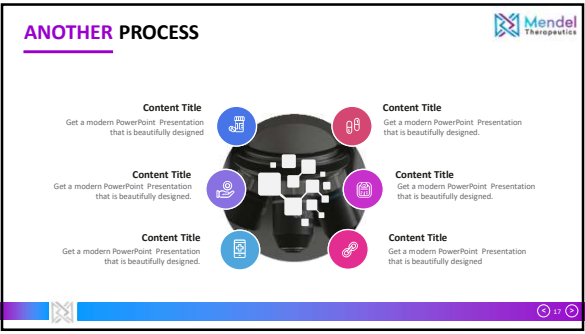 ANOTHER PROCESS
Mendel
Therapeutics
Content Title
Get a modern PowerPoint Presentation
that is beautifully designed.
Content Title
Get a modern PowerPoint Presentation
that is beautifully designed.
Content Title
Get a modern PowerPoint Presentation
that is beautifully designed.
Content Title
Get a modern PowerPoint Presentation
that is beautifully designed.
Content Title
Get a modern PowerPoint Presentation
that is beautifully designed.
Content Title
Get a modern PowerPoint Presentation
that is beautifully designed
17